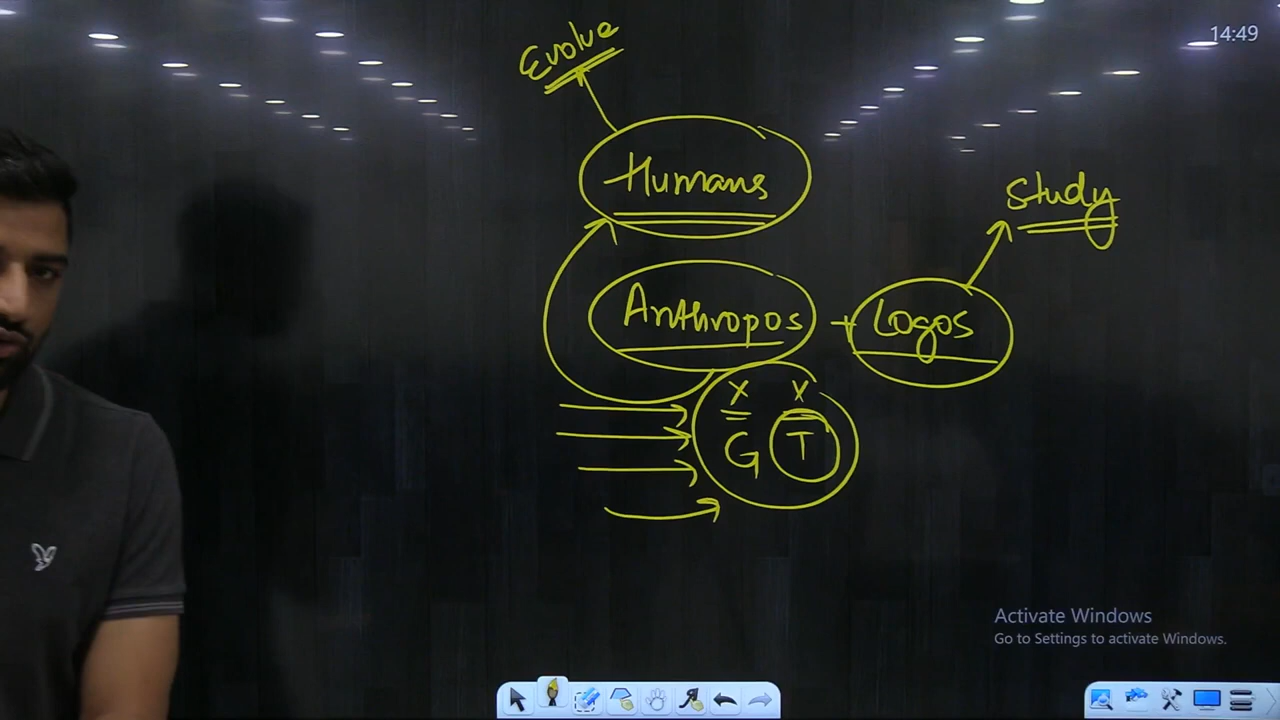 14:49
Evolve
Humans
Study
Anthropos + Logos
X X
G T
Activate Windows
Go to Settings to activate Windows.